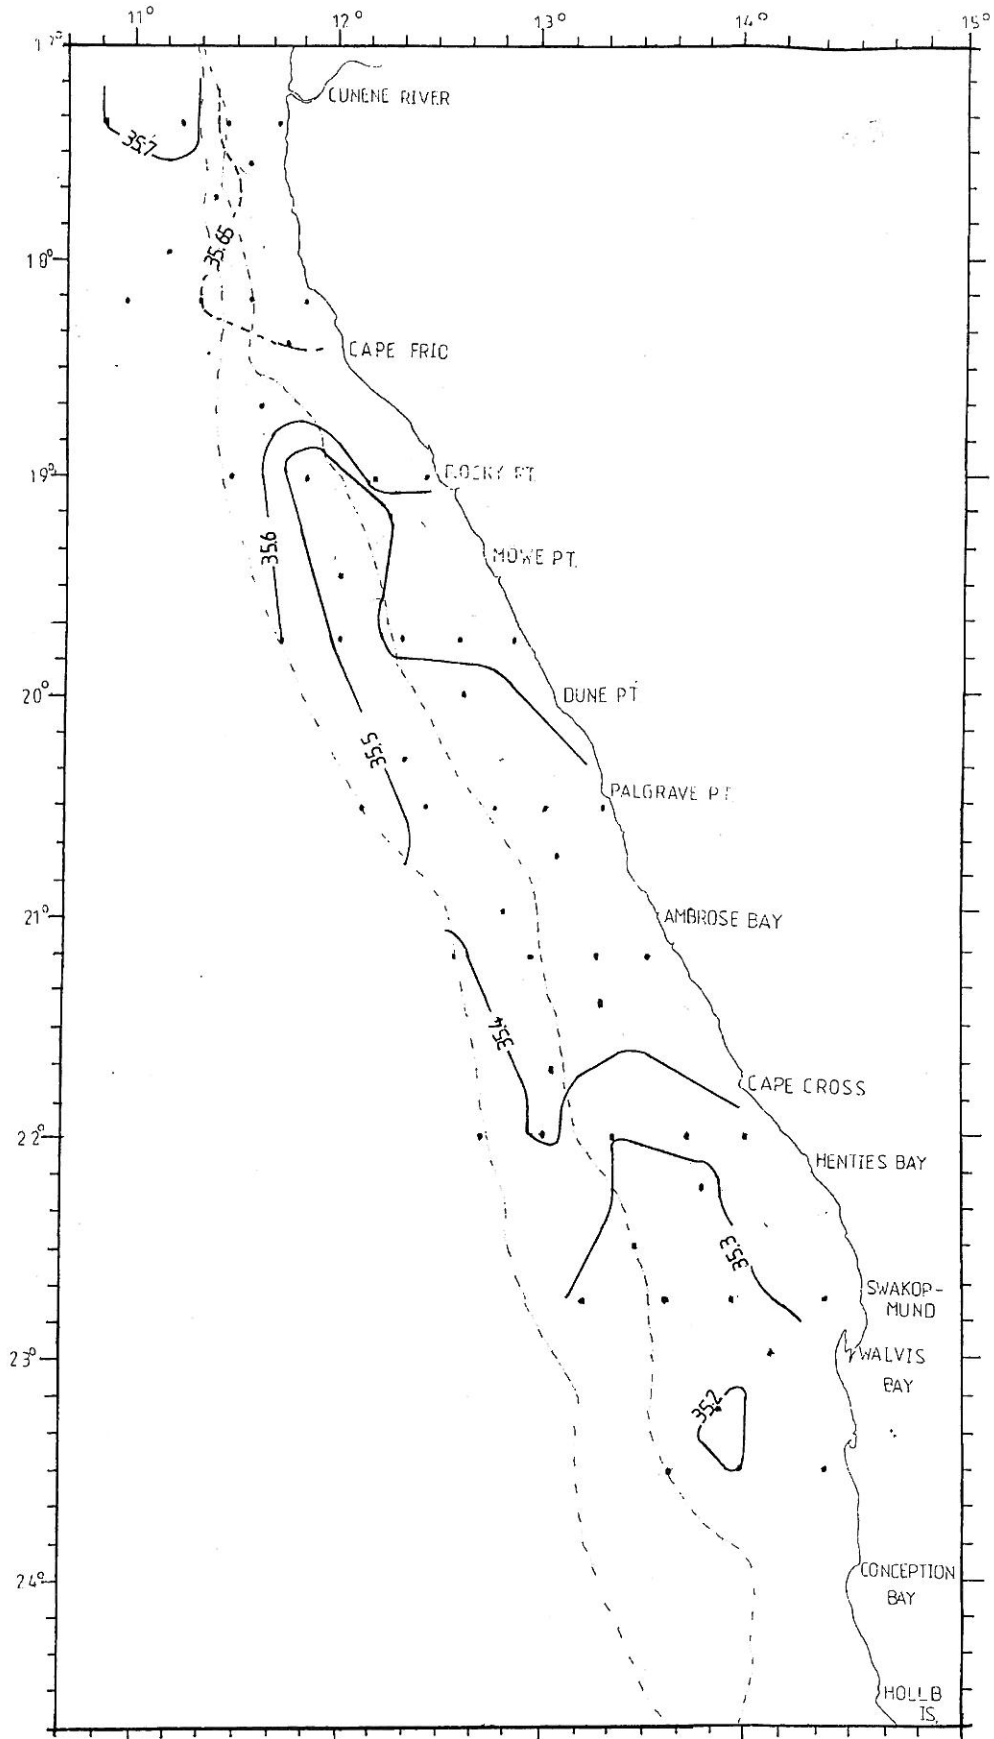 11° 12° 13° 14° 15°
17°
CUNENE RIVER
35.7
35.65
18°
CAPE FRIO
19°
ROCKY PT.
35.6
MOWE PT.
20°
DUNE PT
35.5
PALGRAVE PT.
21°
AMBROSE BAY
35.4
CAPE CROSS
22°
HENTIES BAY
35.3
SWAKOP-
MUND
23°
WALVIS
BAY
35.2
24°
CONCEPTION
BAY
HOLLB
IS.